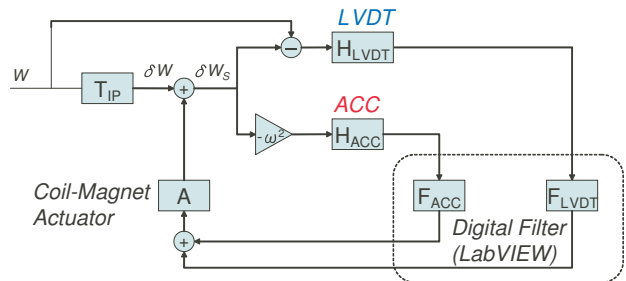 LVDT
W
δW
δW_S
−
H_LVDT
T_IP
+
ACC
-ω²
H_ACC
Coil-Magnet
Actuator
A
F_ACC
F_LVDT
+
Digital Filter
(LabVIEW)